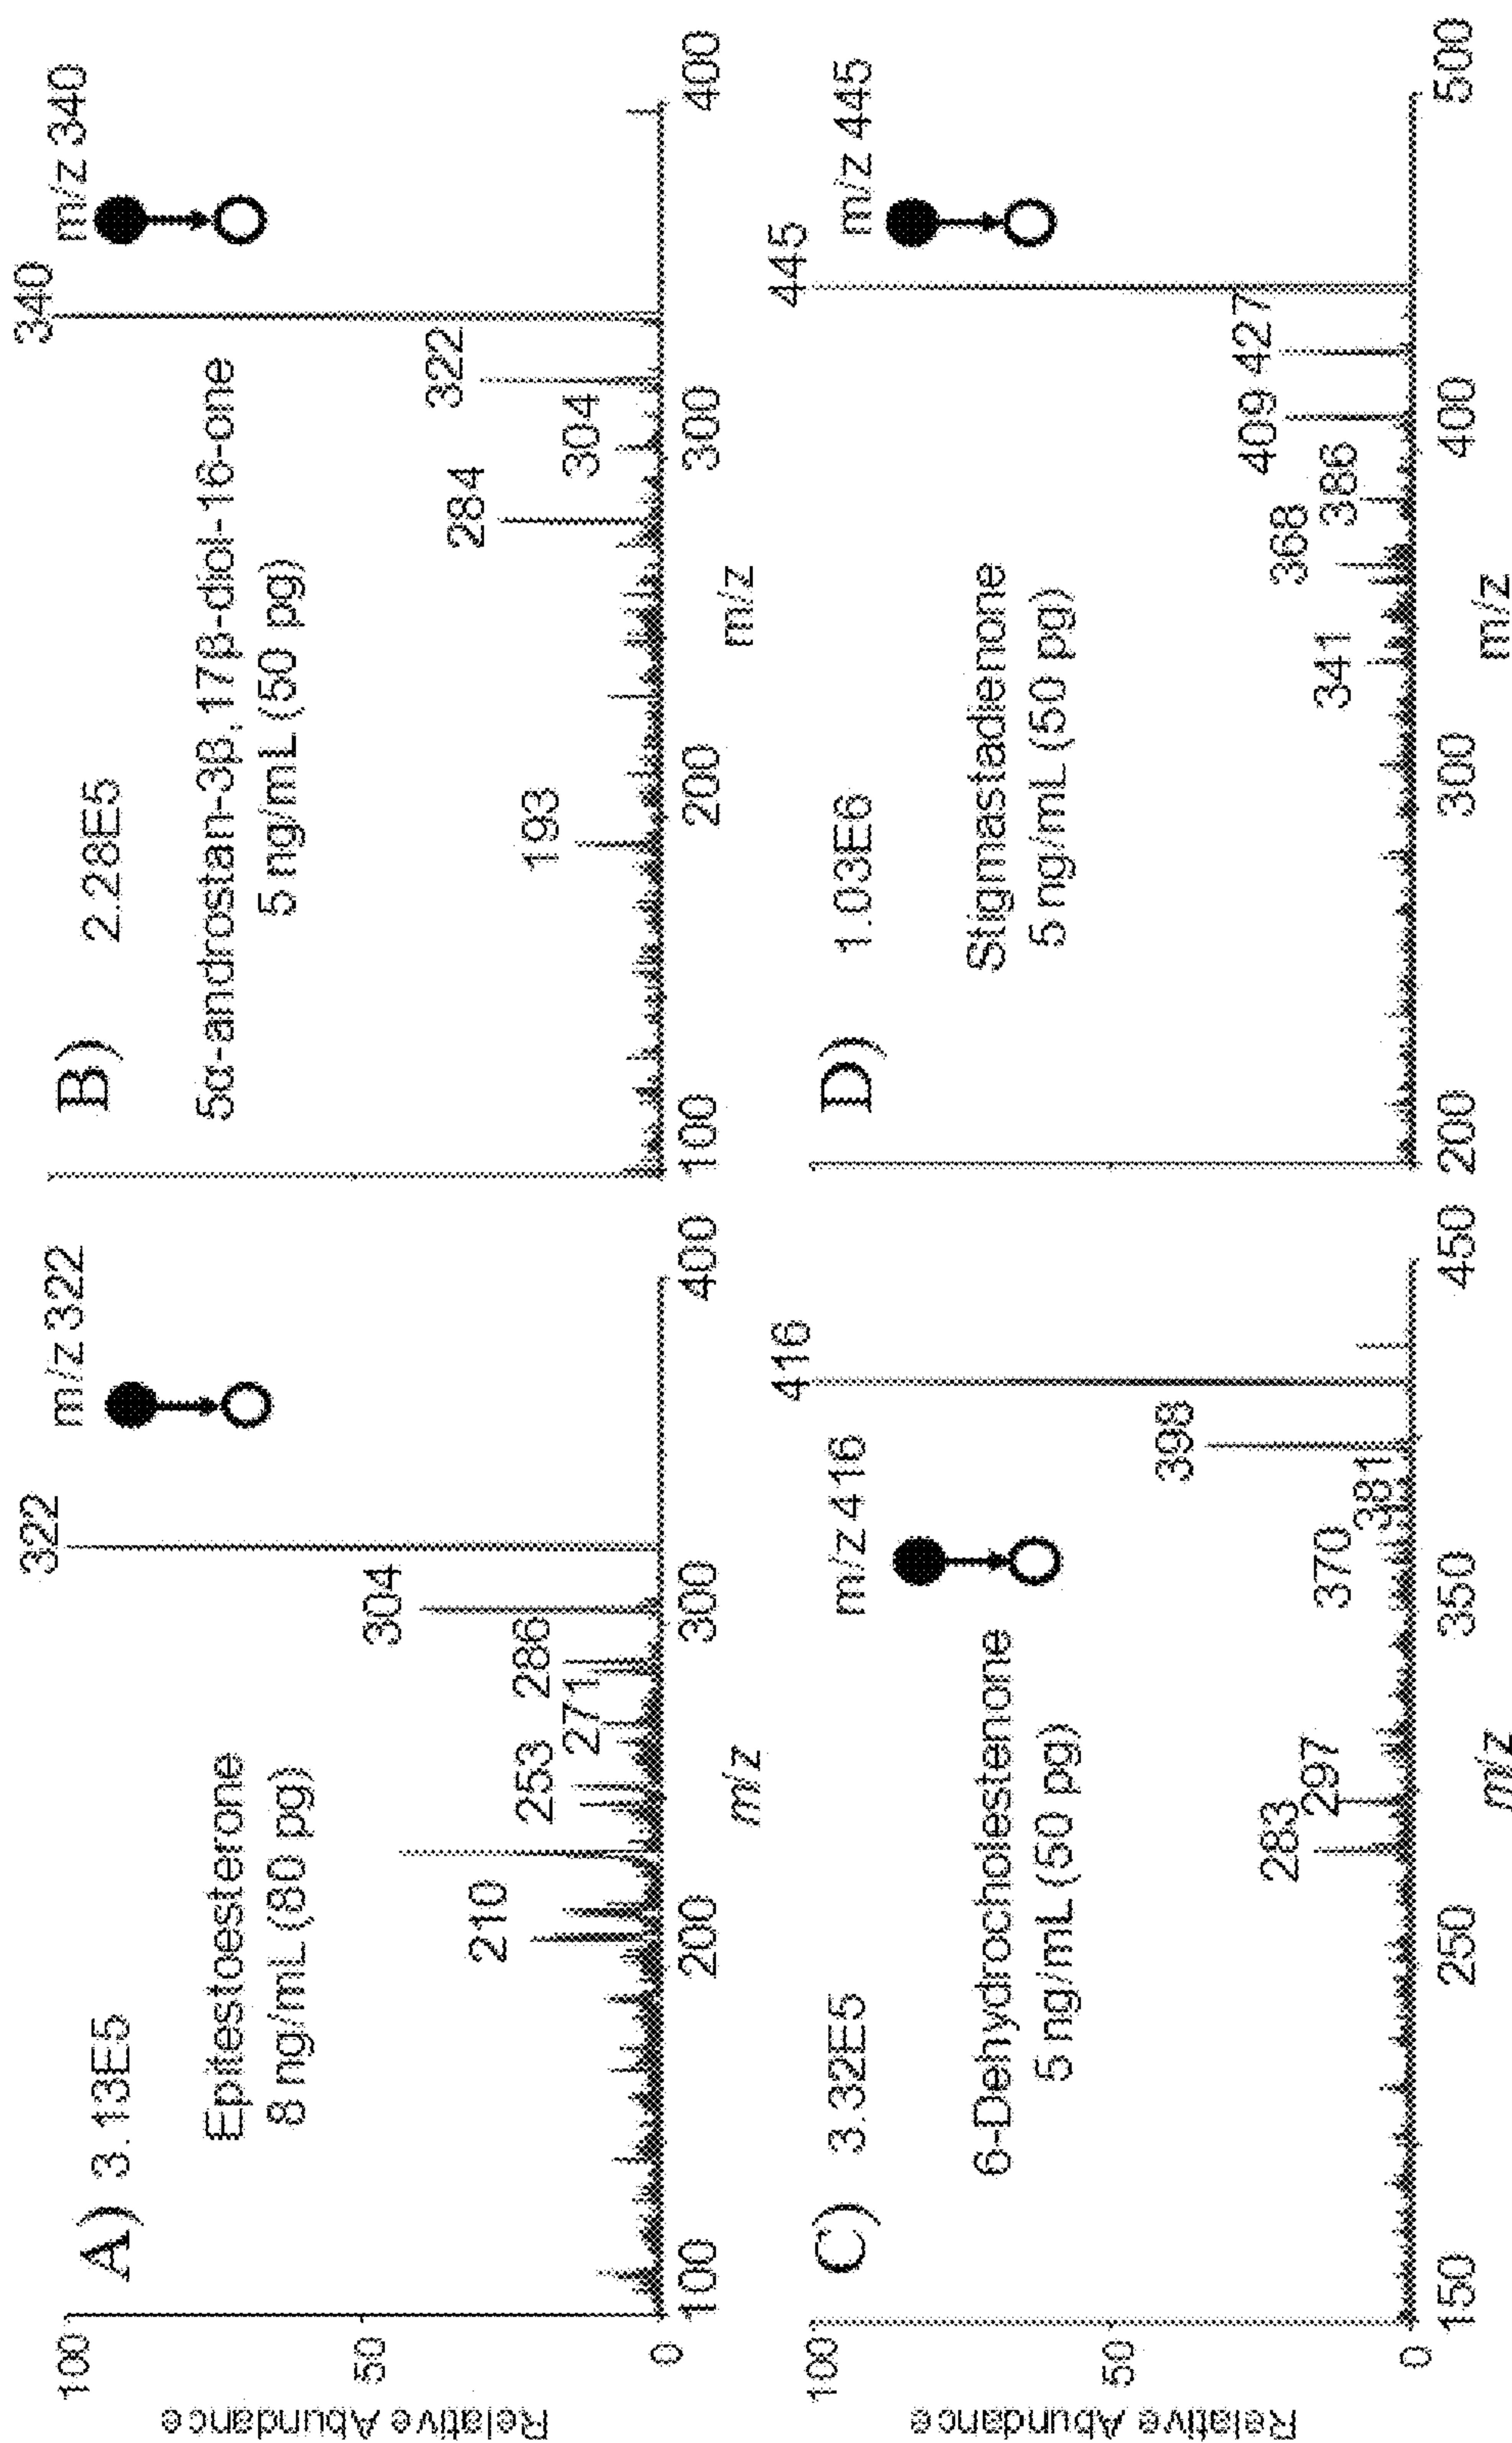 A) 3.13E5
m/z 322
322
Epitestoesterone
8 ng/mL (80 pg)
304
286
271
253
210
Relative Abundance
100
50
0
100
200
300
400
m/z
B) 2.28E5
m/z 340
340
5α-androstan-3β,17β-diol-16-one
5 ng/mL (50 pg)
322
304
284
193
100
200
300
400
m/z
C) 3.32E5
m/z 416
416
6-Dehydrocholestenone
5 ng/mL (50 pg)
398
381
370
297
283
Relative Abundance
100
50
0
150
250
350
450
m/z
D) 1.03E6
m/z 445
445
Stigmastadienone
5 ng/mL (50 pg)
427
409
386
368
341
200
300
400
500
m/z